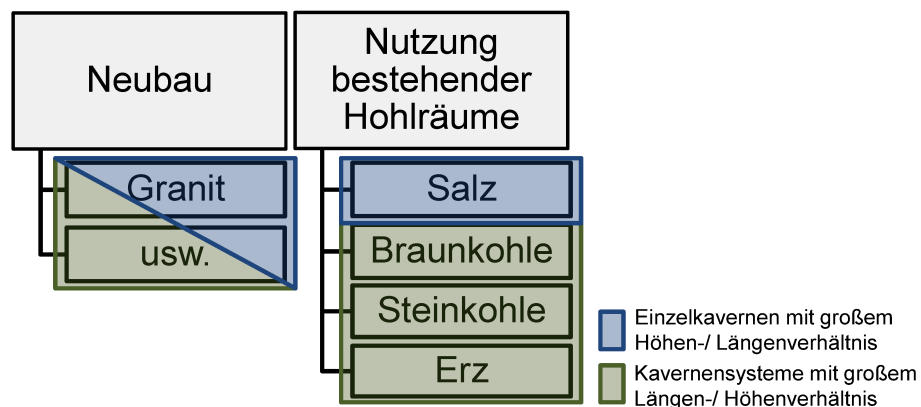 Neubau
Granit
usw.
Nutzung
bestehender
Hohlräume
Salz
Braunkohle
Steinkohle
Erz
Einzelkavernen mit großem
Höhen-/ Längenverhältnis
Kavernensysteme mit großem
Längen-/ Höhenverhältnis